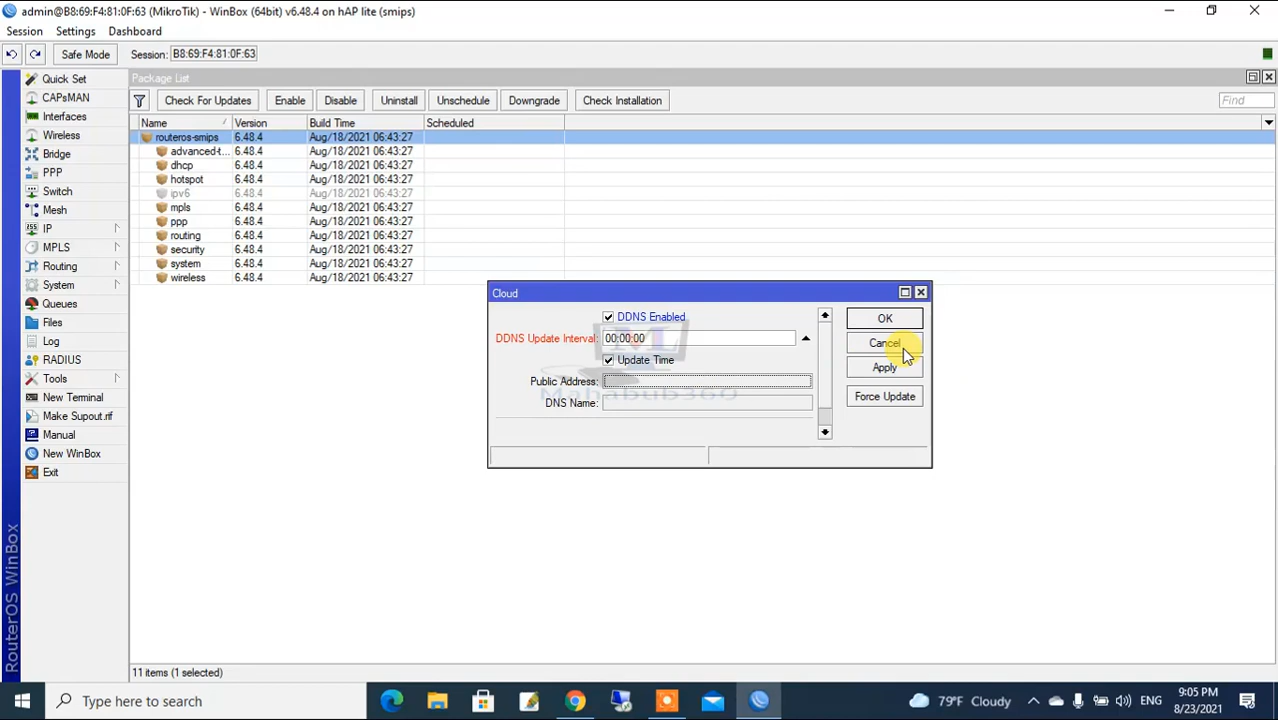 admin@B8:69:F4:81:0F:63 (MikroTik) - WinBox (64bit) v6.48.4 on hAP lite (smips)
Session Settings Dashboard
Safe Mode Session: B8:69:F4:81:0F:63
Quick Set
CAPsMAN
Interfaces
Wireless
Bridge
PPP
Switch
Mesh
IP
MPLS
Routing
System
Queues
Files
Log
RADIUS
Tools
New Terminal
Make Supout.rif
Manual
New WinBox
Exit
RouterOS WinBox
Package List
Check For Updates Enable Disable Uninstall Unschedule Downgrade Check Installation Find
Name Version Build Time Scheduled
routeros-smips 6.48.4 Aug/18/2021 06:43:27
advanced-t... 6.48.4 Aug/18/2021 06:43:27
dhcp 6.48.4 Aug/18/2021 06:43:27
hotspot 6.48.4 Aug/18/2021 06:43:27
ipv6 6.48.4 Aug/18/2021 06:43:27
mpls 6.48.4 Aug/18/2021 06:43:27
ppp 6.48.4 Aug/18/2021 06:43:27
routing 6.48.4 Aug/18/2021 06:43:27
security 6.48.4 Aug/18/2021 06:43:27
system 6.48.4 Aug/18/2021 06:43:27
wireless 6.48.4 Aug/18/2021 06:43:27
Cloud
DDNS Enabled
DDNS Update Interval: 00:00:00
Update Time
Public Address:
DNS Name:
Mahabub360
OK
Cancel
Apply
Force Update
11 items (1 selected)
Type here to search
79°F Cloudy
ENG
9:05 PM
8/23/2021